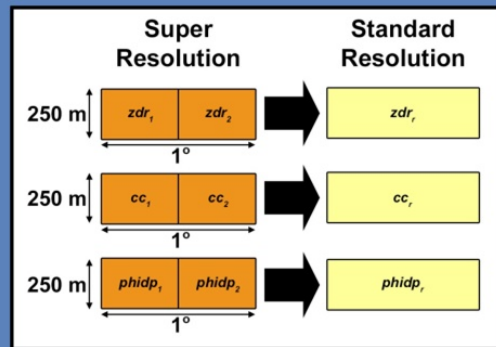 Super Resolution
Standard Resolution
250 m
zdr₁ zdr₂
zdrᵣ
1°
250 m
cc₁ cc₂
ccᵣ
1°
250 m
phidp₁ phidp₂
phidpᵣ
1°